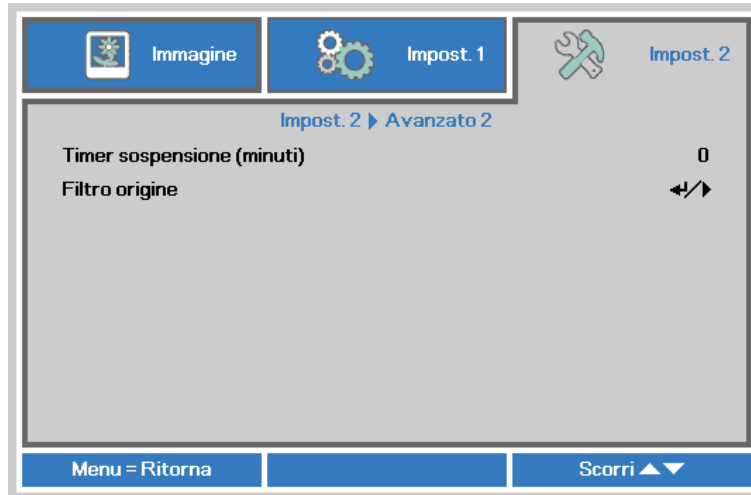 Immagine
Impost. 1
Impost. 2
Impost. 2 ▶ Avanzato 2
Timer sospensione (minuti) 0
Filtro origine ↵/▶
Menu = Ritorna
Scorri ▲▼